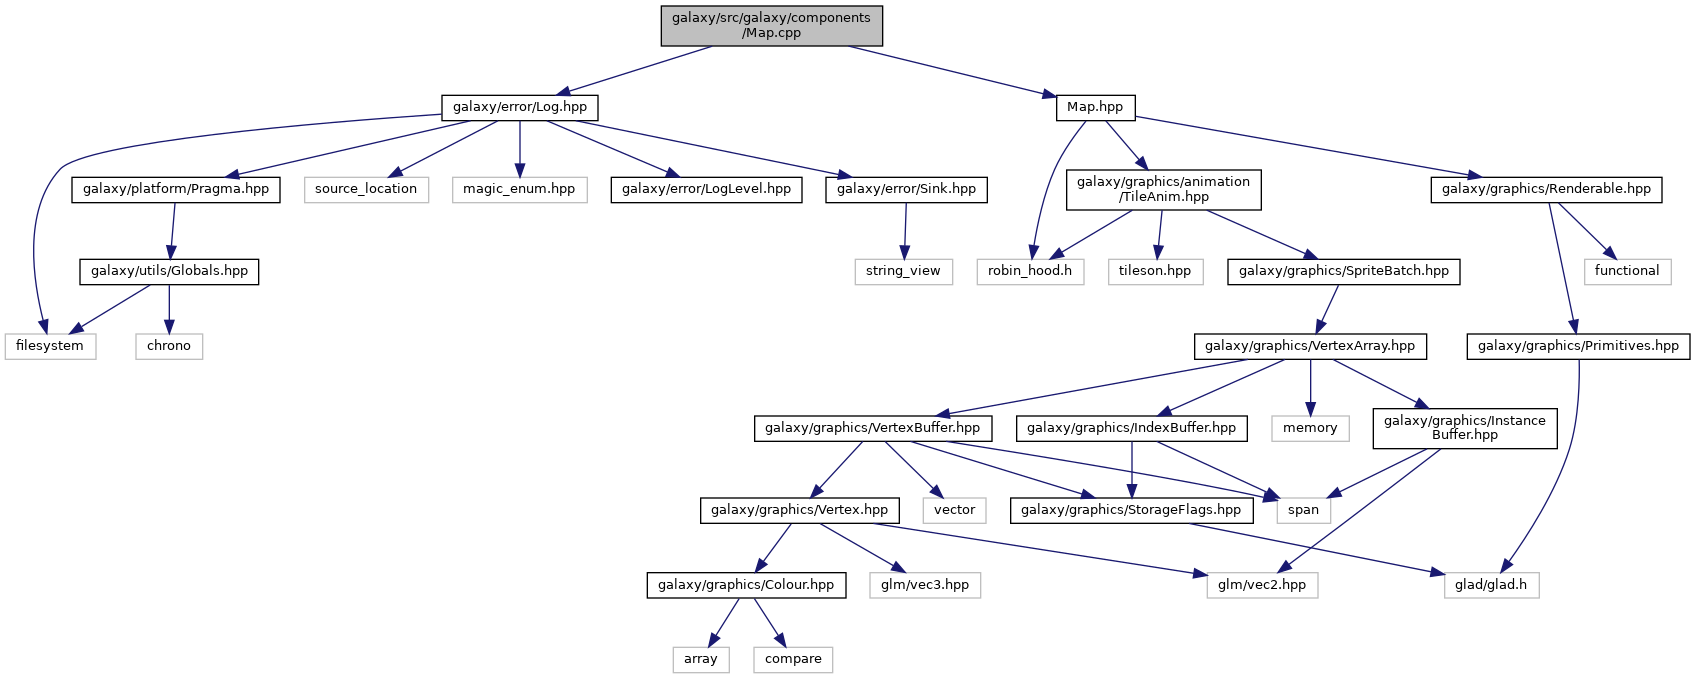 galaxy/src/galaxy/components
/Map.cpp
galaxy/error/Log.hpp
Map.hpp
galaxy/platform/Pragma.hpp
source_location
magic_enum.hpp
galaxy/error/LogLevel.hpp
galaxy/error/Sink.hpp
galaxy/graphics/animation
/TileAnim.hpp
galaxy/graphics/Renderable.hpp
galaxy/utils/Globals.hpp
string_view
robin_hood.h
tileson.hpp
galaxy/graphics/SpriteBatch.hpp
functional
filesystem
chrono
galaxy/graphics/VertexArray.hpp
galaxy/graphics/Primitives.hpp
galaxy/graphics/VertexBuffer.hpp
galaxy/graphics/IndexBuffer.hpp
memory
galaxy/graphics/Instance
Buffer.hpp
galaxy/graphics/Vertex.hpp
vector
galaxy/graphics/StorageFlags.hpp
span
galaxy/graphics/Colour.hpp
glm/vec3.hpp
glm/vec2.hpp
glad/glad.h
array
compare